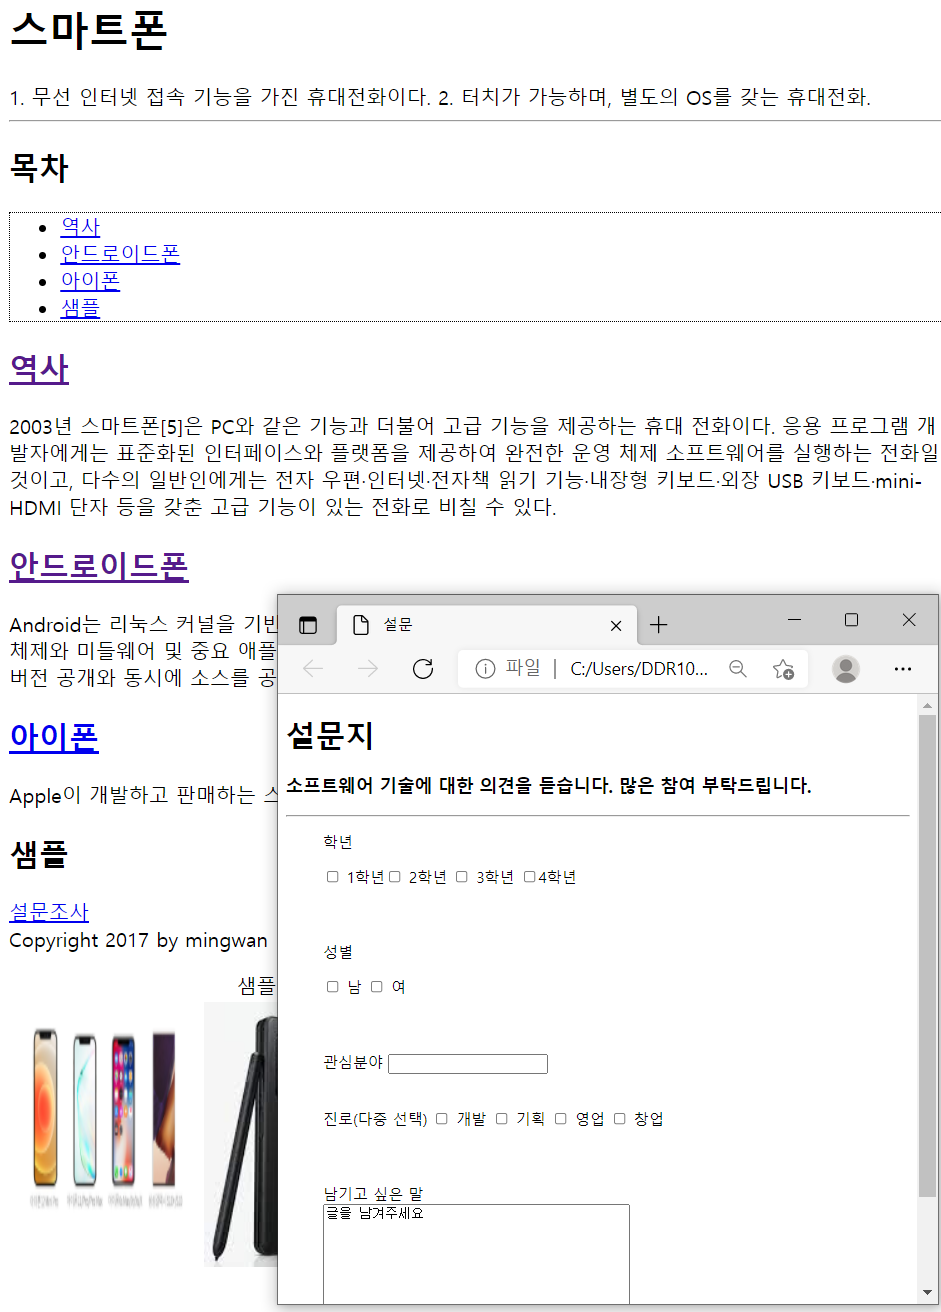 스마트폰
1. 무선 인터넷 접속 기능을 가진 휴대전화이다. 2. 터치가 가능하며, 별도의 OS를 갖는 휴대전화.
목차
역사
안드로이드폰
아이폰
샘플
역사
2003년 스마트폰[5]은 PC와 같은 기능과 더불어 고급 기능을 제공하는 휴대 전화이다. 응용 프로그램 개
발자에게는 표준화된 인터페이스와 플랫폼을 제공하여 완전한 운영 체제 소프트웨어를 실행하는 전화일
것이고, 다수의 일반인에게는 전자 우편·인터넷·전자책 읽기 기능·내장형 키보드·외장 USB 키보드·mini-
HDMI 단자 등을 갖춘 고급 기능이 있는 전화로 비칠 수 있다.
안드로이드폰
Android는 리눅스 커널을 기반
체제와 미들웨어 및 중요 애플
버전 공개와 동시에 소스를 공
아이폰
Apple이 개발하고 판매하는 스
샘플
설문조사
Copyright 2017 by mingwan
샘플
설문
파일
C:/Users/DDR10...
설문지
소프트웨어 기술에 대한 의견을 듣습니다. 많은 참여 부탁드립니다.
학년
1학년 2학년 3학년 4학년
성별
남 여
관심분야
진로(다중 선택) 개발 기획 영업 창업
남기고 싶은 말
글을 남겨주세요